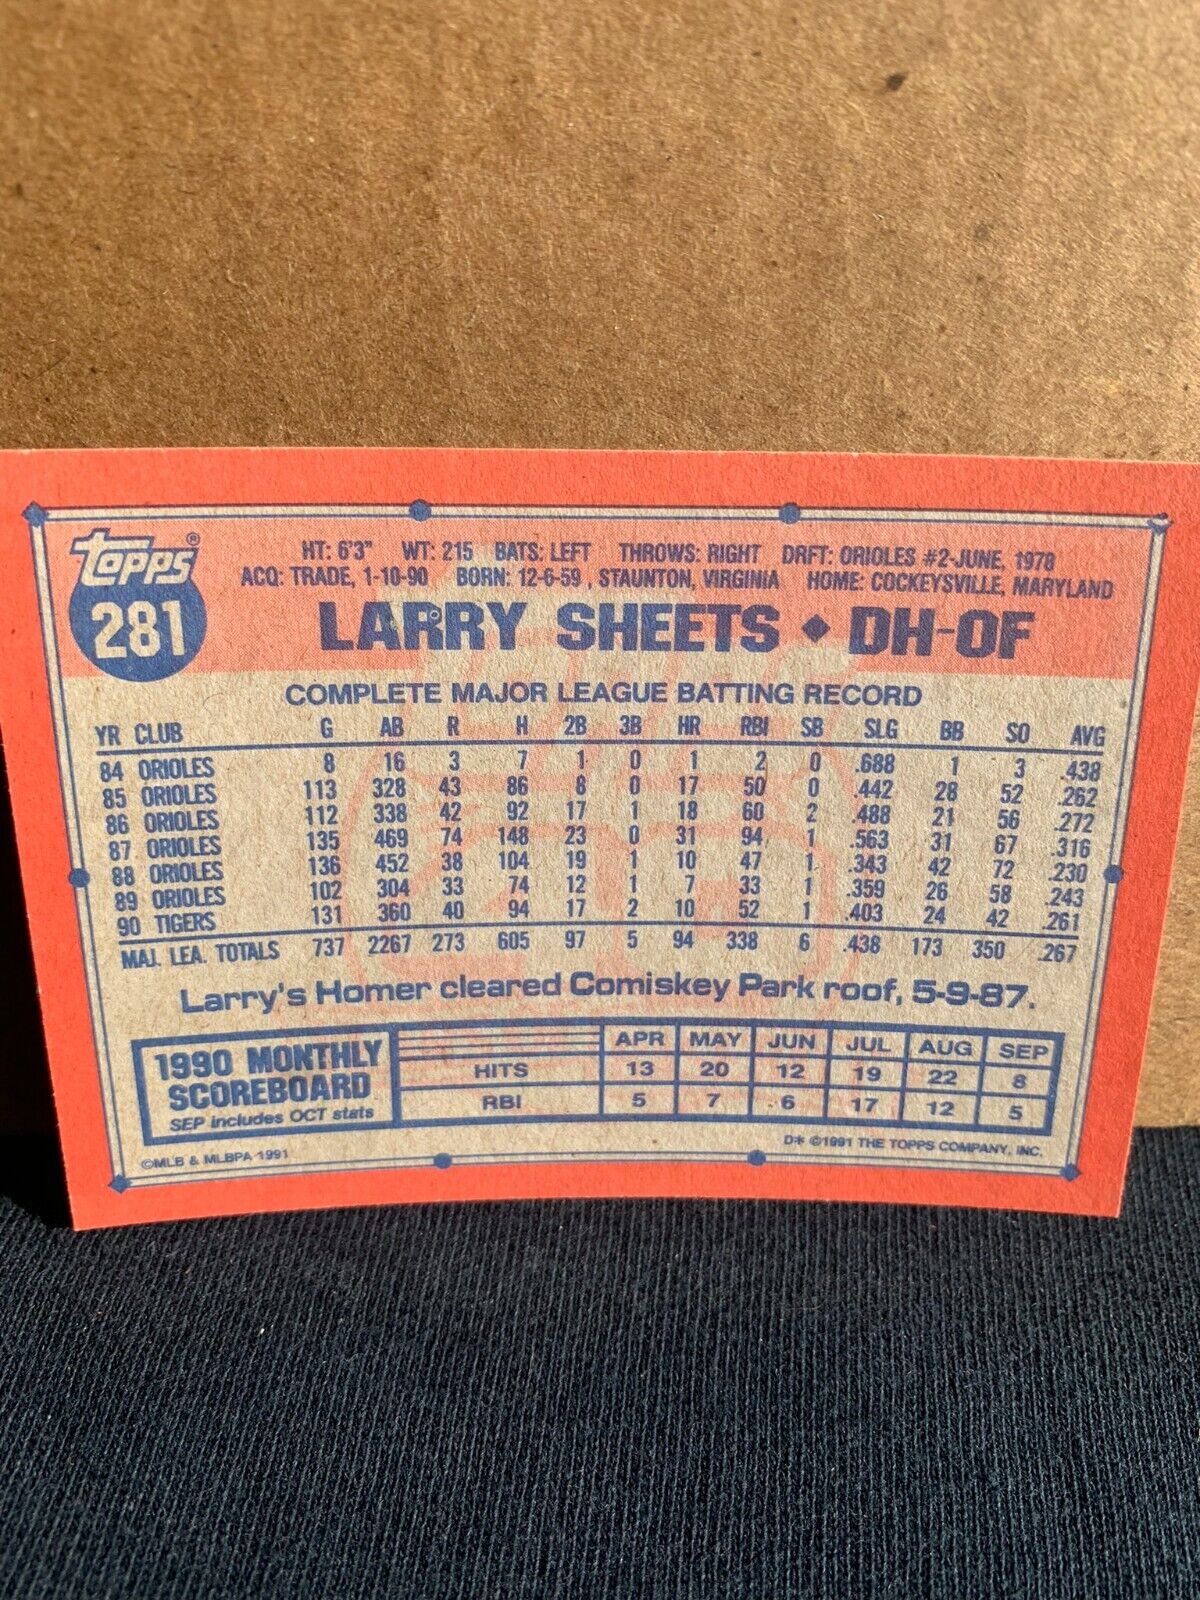 Topps®
281
HT: 6'3" WT: 215 BATS: LEFT THROWS: RIGHT DRFT: ORIOLES #2-JUNE, 1978
ACQ: TRADE, 1-10-90 BORN: 12-6-59, STAUNTON, VIRGINIA HOME: COCKEYSVILLE, MARYLAND
LARRY SHEETS ◆ DH-OF
COMPLETE MAJOR LEAGUE BATTING RECORD
YR CLUB G AB R H 2B 3B HR RBI SB SLG BB SO AVG
84 ORIOLES 8 16 3 7 1 0 1 2 0 .688 1 3 .438
85 ORIOLES 113 328 43 86 8 0 17 50 0 .442 28 52 .262
86 ORIOLES 112 338 42 92 17 1 18 60 2 .488 21 56 .272
87 ORIOLES 135 469 74 148 23 0 31 94 1 .563 31 67 .316
88 ORIOLES 136 452 38 104 19 1 10 47 1 .343 42 72 .230
89 ORIOLES 102 304 33 74 12 1 7 33 1 .359 26 58 .243
90 TIGERS 131 360 40 94 17 2 10 52 1 .403 24 42 .261
MAJ. LEA. TOTALS 737 2267 273 605 97 5 94 338 6 .438 173 350 .267
Larry's Homer cleared Comiskey Park roof, 5-9-87.
1990 MONTHLY SCOREBOARD
SEP includes OCT stats
APR MAY JUN JUL AUG SEP
HITS 13 20 12 19 22 8
RBI 5 7 6 17 12 5
©MLB & MLBPA 1991
D* ©1991 THE TOPPS COMPANY, INC.